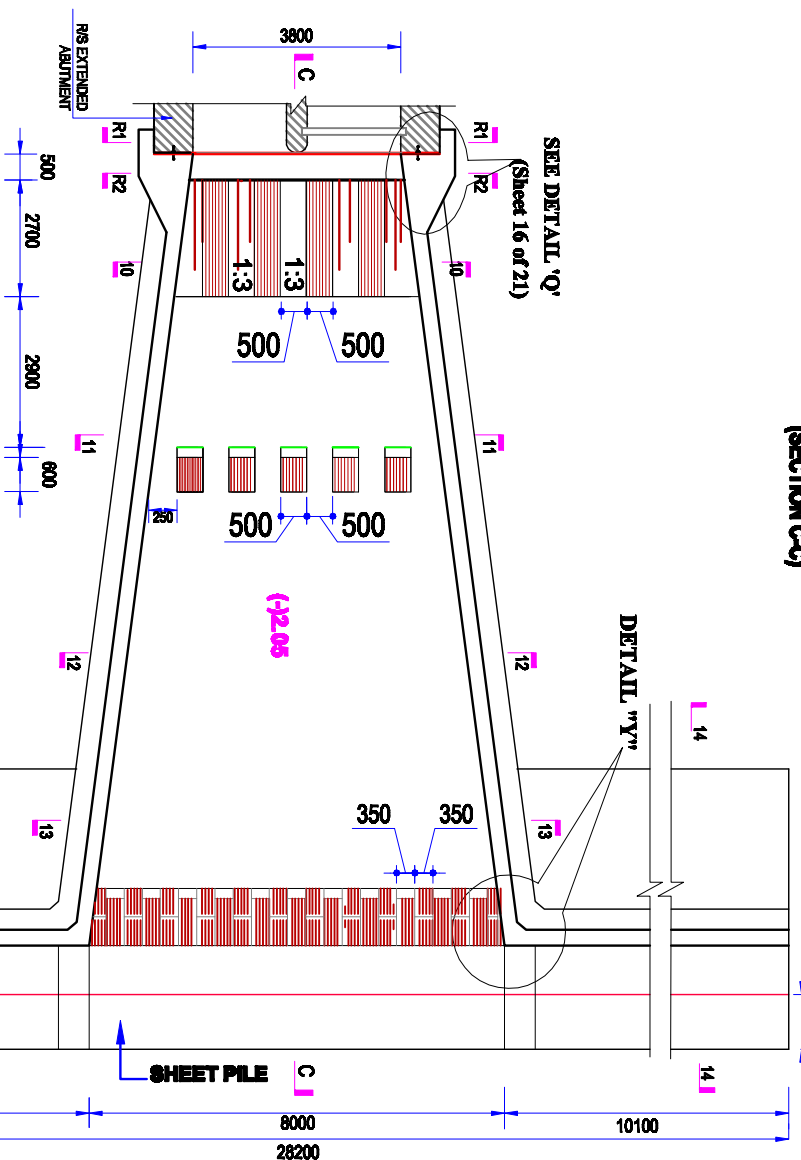 3800
C
R/S EXTENDED
ABUTMENT
R1
R1
R2
R2
SEE DETAIL 'Q'
(Sheet 16 of 21)
500
2700
2900
600
10
10
1:3
1:3
500
500
11
11
250
500
500
(-)2.05
(SECTION C-C)
DETAIL "Y"
12
12
14
13
13
350
350
SHEET PILE
C
14
8000
10100
28200